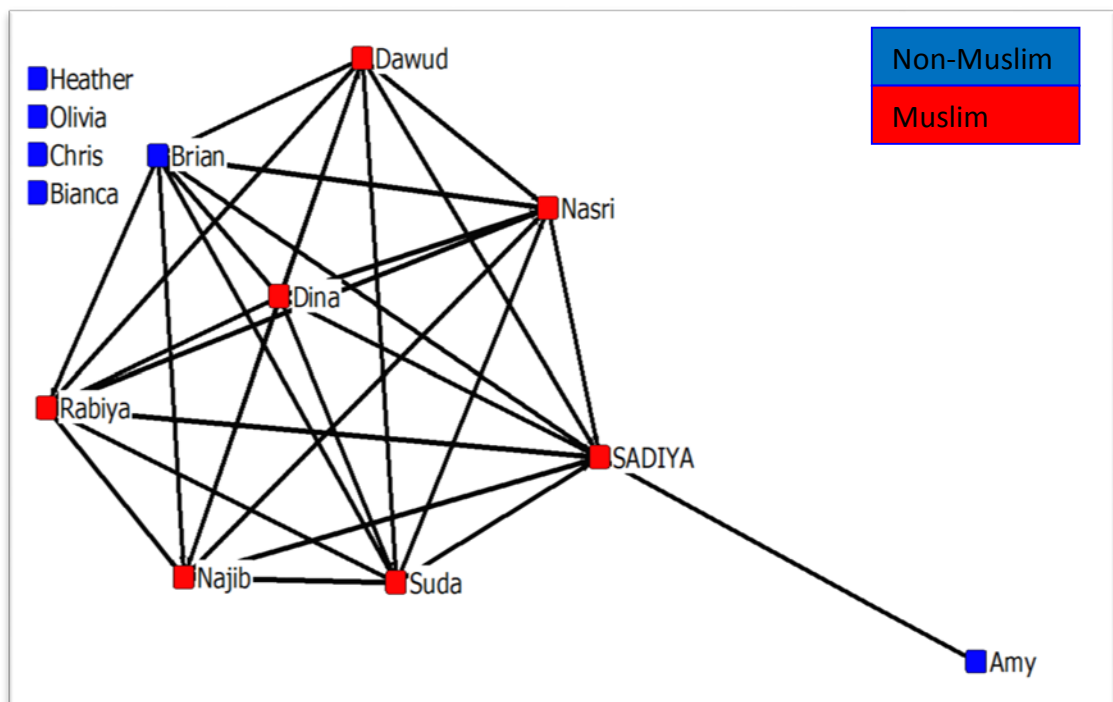 Heather
Olivia
Chris
Bianca
Dawud
Brian
Nasri
Dina
Rabiya
SADIYA
Najib
Suda
Amy
Non-Muslim
Muslim